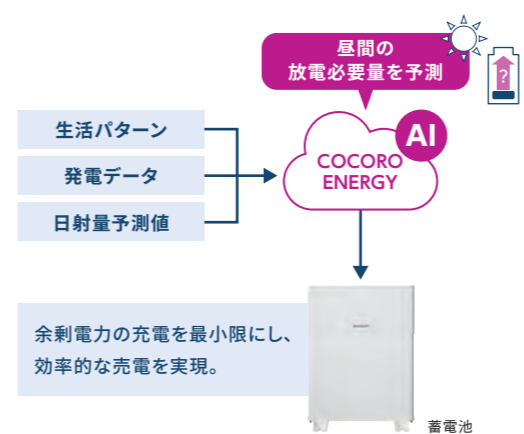 昼間の
放電必要量を予測
?
AI
生活パターン
発電データ
日射量予測値
COCORO
ENERGY
余剰電力の充電を最小限にし、
効率的な売電を実現。
蓄電池